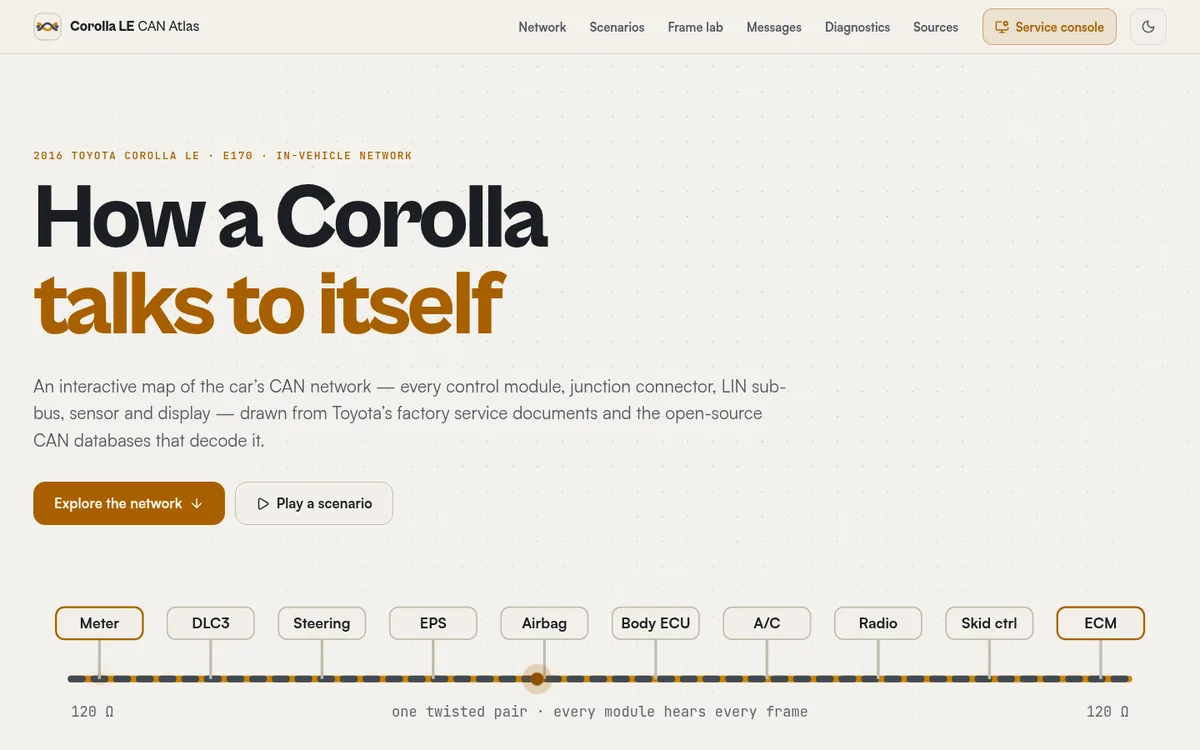 Corolla LE CAN Atlas
Network
Scenarios
Frame lab
Messages
Diagnostics
Sources
Service console
2016 TOYOTA COROLLA LE · E170 · IN-VEHICLE NETWORK
How a Corolla
talks to itself
An interactive map of the car’s CAN network — every control module, junction connector, LIN sub-
bus, sensor and display — drawn from Toyota’s factory service documents and the open-source
CAN databases that decode it.
Explore the network ↓
Play a scenario
Meter
DLC3
Steering
EPS
Airbag
Body ECU
A/C
Radio
Skid ctrl
ECM
120 Ω
one twisted pair · every module hears every frame
120 Ω